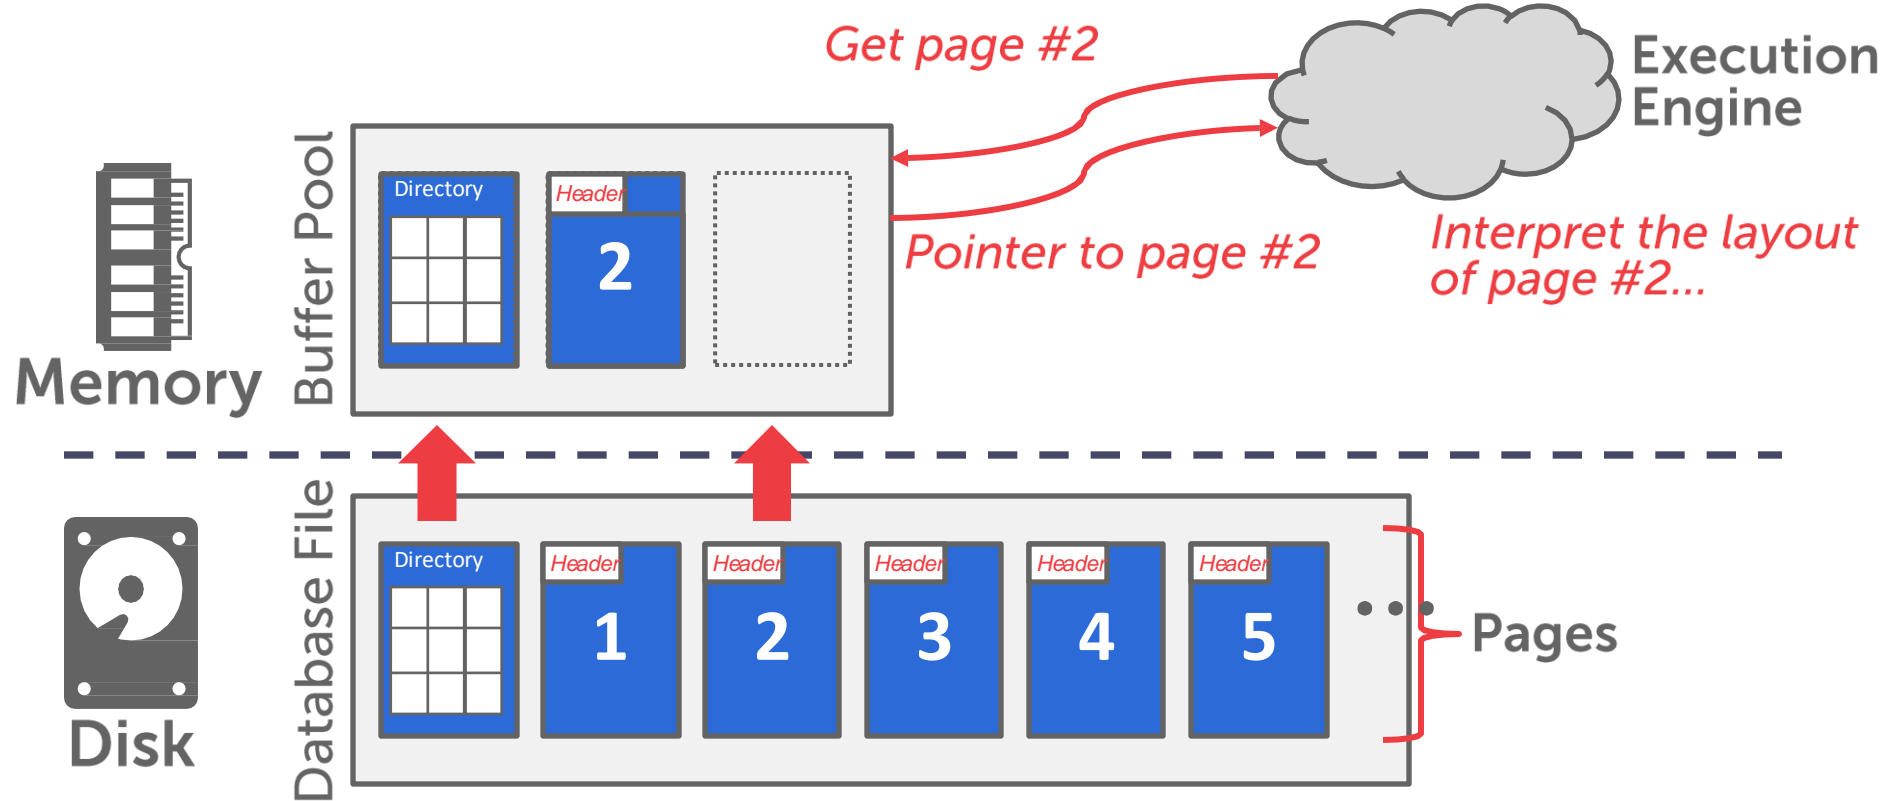 Get page #2
Execution
Engine
Buffer Pool
Directory
Header
2
Pointer to page #2
Interpret the layout
of page #2...
Memory
Database File
Directory
Header
1
Header
2
Header
3
Header
4
Header
5
Pages
Disk